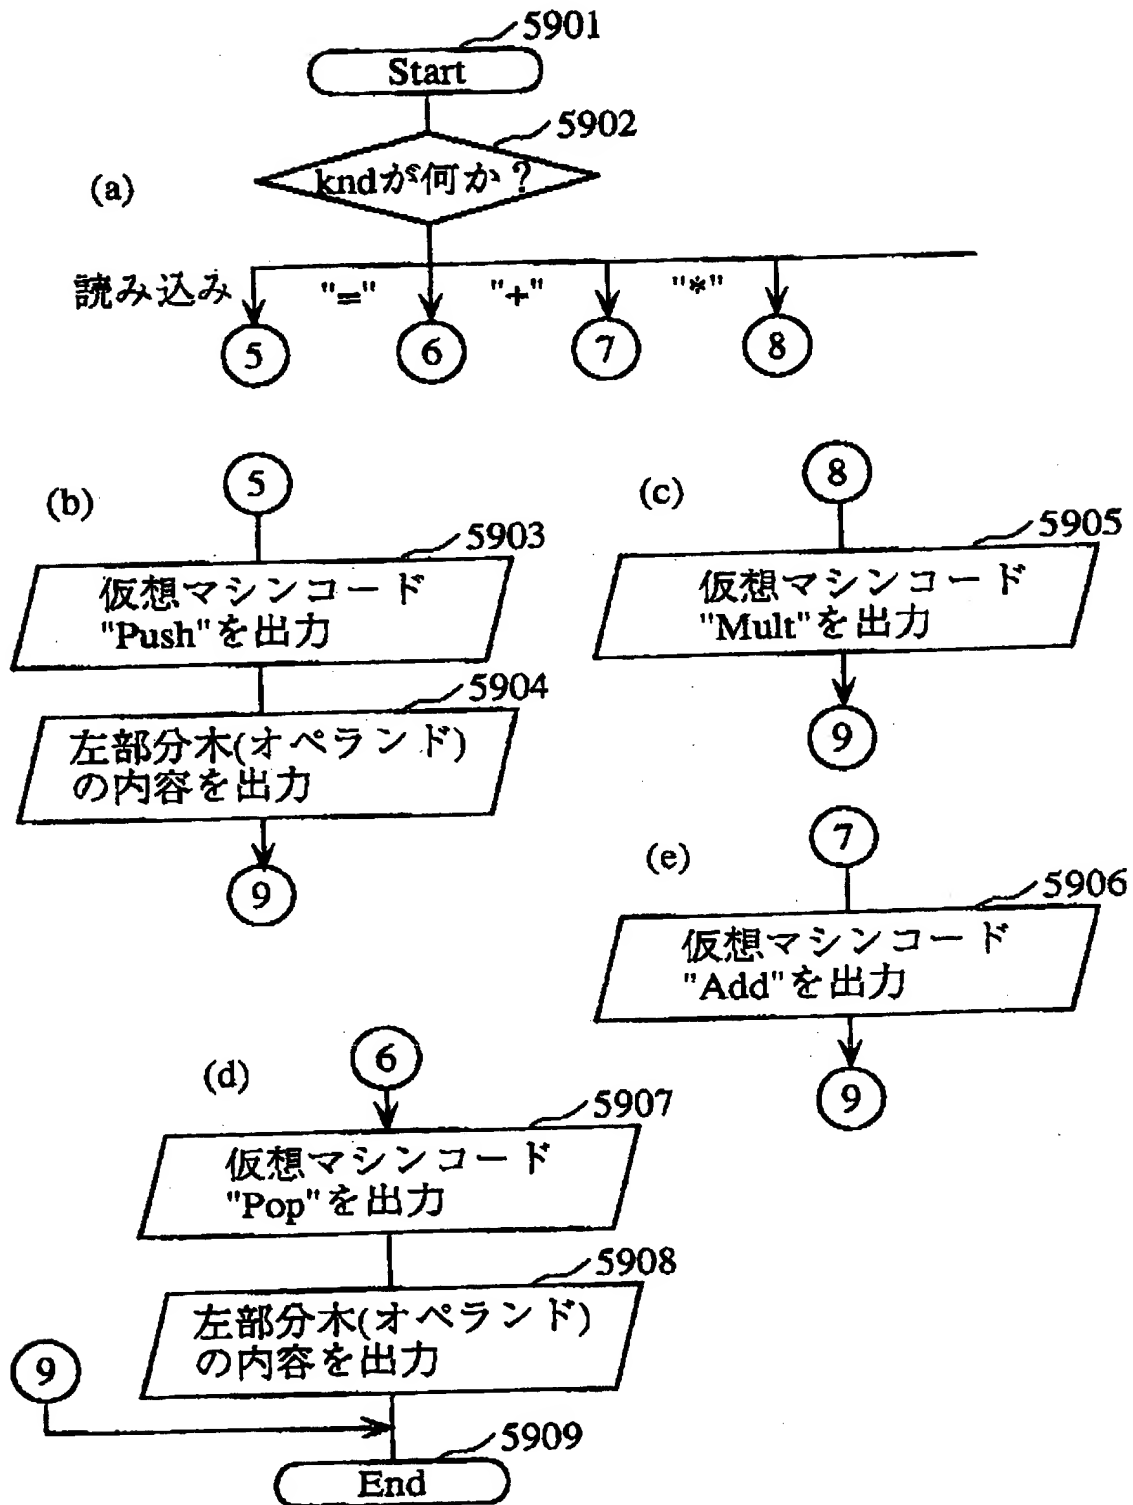 5901
Start
5902
(a)
kndが何か?
読み込み
"="
"+"
"*"
5
6
7
8
(b)
5
5903
仮想マシンコード
"Push"を出力
5904
左部分木(オペランド)
の内容を出力
9
(c)
8
5905
仮想マシンコード
"Mult"を出力
9
(e)
7
5906
仮想マシンコード
"Add"を出力
9
(d)
6
5907
仮想マシンコード
"Pop"を出力
5908
左部分木(オペランド)
の内容を出力
9
5909
End